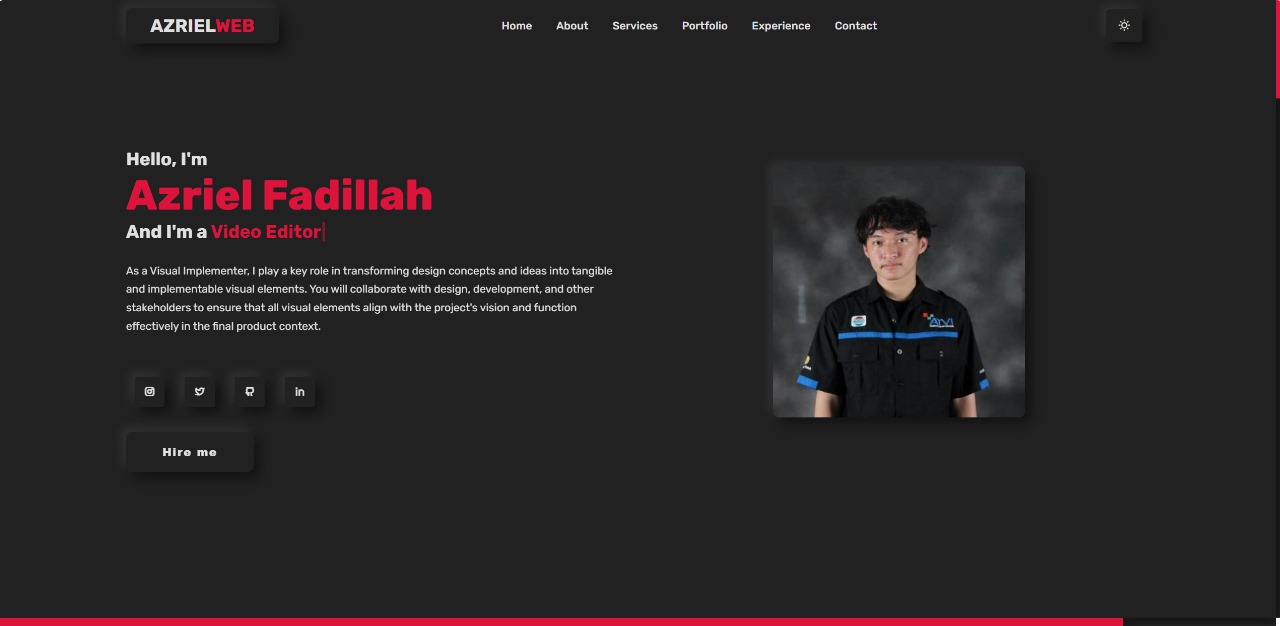 AZRIELWEB
Home About Services Portfolio Experience Contact
Hello, I'm
Azriel Fadillah
And I'm a Video Editor
As a Visual Implementer, I play a key role in transforming design concepts and ideas into tangible
and implementable visual elements. You will collaborate with design, development, and other
stakeholders to ensure that all visual elements align with the project's vision and function
effectively in the final product context.
in
Hire me